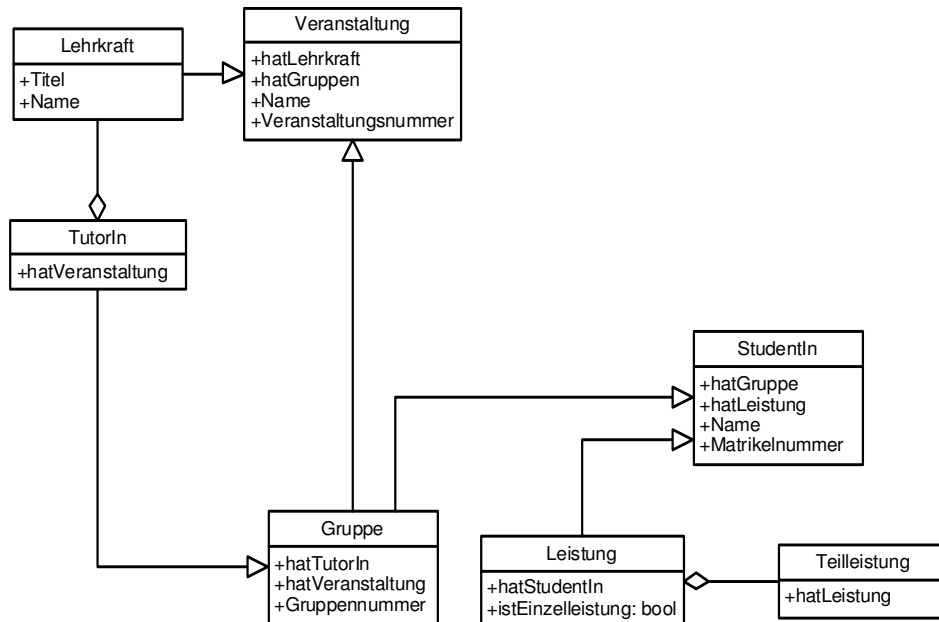 Lehrkraft
+Titel
+Name
Veranstaltung
+hatLehrkraft
+hatGruppen
+Name
+Veranstaltungsnummer
TutorIn
+hatVeranstaltung
StudentIn
+hatGruppe
+hatLeistung
+Name
+Matrikelnummer
Gruppe
+hatTutorIn
+hatVeranstaltung
+Gruppennummer
Leistung
+hatStudentIn
+istEinzelleistung: bool
Teilleistung
+hatLeistung